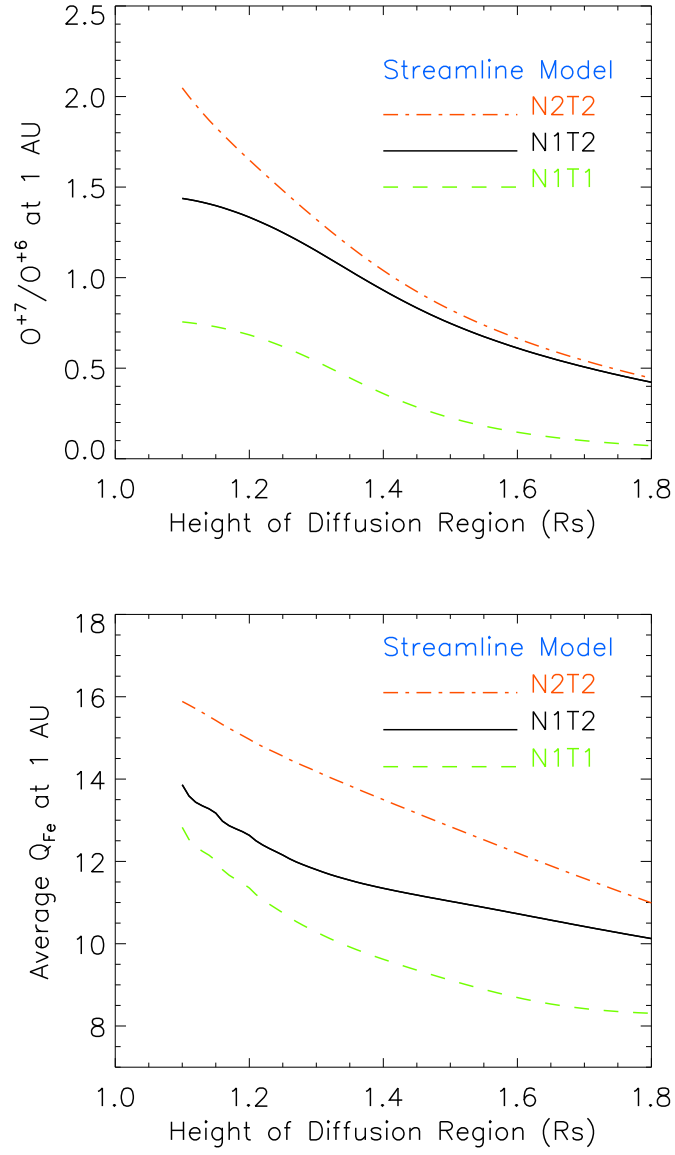 2.5
2.0
1.5
1.0
0.5
0.0
O+7/O+6 at 1 AU
Streamline Model
N2T2
N1T2
N1T1
1.0 1.2 1.4 1.6 1.8
Height of Diffusion Region (Rs)
18
16
14
12
10
8
Average QFe at 1 AU
Streamline Model
N2T2
N1T2
N1T1
1.0 1.2 1.4 1.6 1.8
Height of Diffusion Region (Rs)